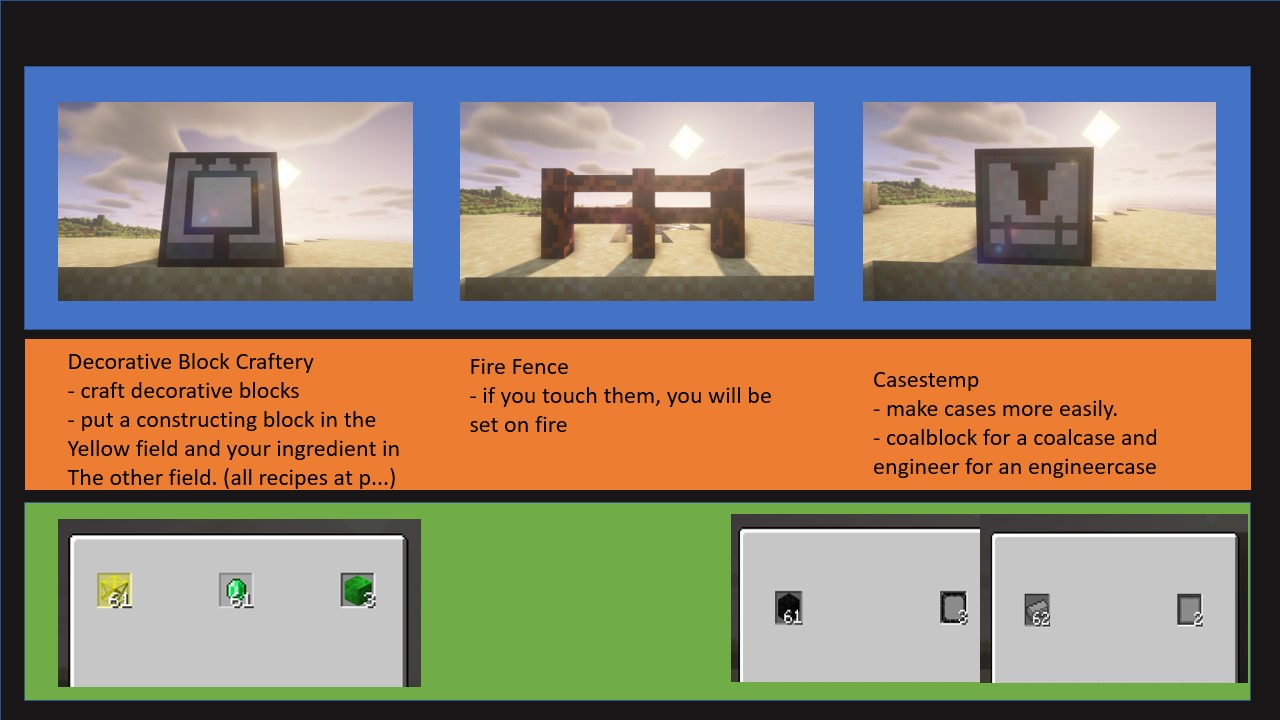 Decorative Block Craftery
- craft decorative blocks
- put a constructing block in the
Yellow field and your ingredient in
The other field. (all recipes at p...)
Fire Fence
- if you touch them, you will be
set on fire
Casestemp
- make cases more easily.
- coalblock for a coalcase and
engineer for an engineercase
61
61
3
61
3
62
2